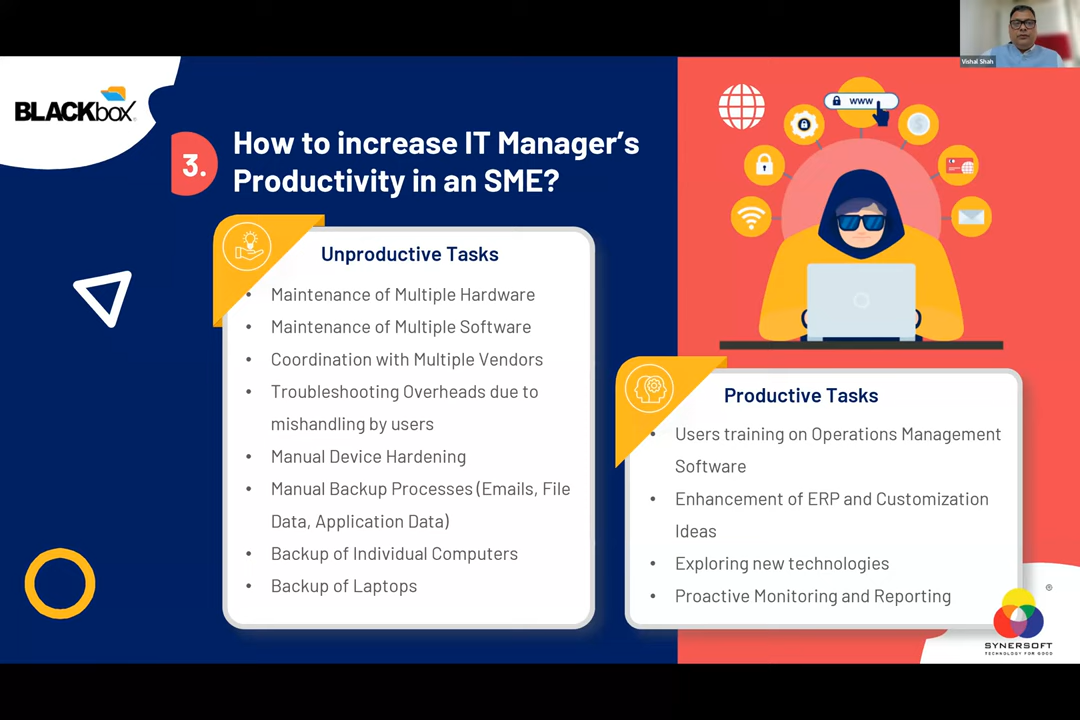 Vishal Shah
BLACKbox
3.
How to increase IT Manager's
Productivity in an SME?
www
Unproductive Tasks
• Maintenance of Multiple Hardware
• Maintenance of Multiple Software
• Coordination with Multiple Vendors
• Troubleshooting Overheads due to
mishandling by users
• Manual Device Hardening
• Manual Backup Processes (Emails, File
Data, Application Data)
• Backup of Individual Computers
• Backup of Laptops
Productive Tasks
• Users training on Operations Management
Software
• Enhancement of ERP and Customization
Ideas
• Exploring new technologies
• Proactive Monitoring and Reporting
®
SYNERSOFT
TECHNOLOGY FOR GOOD